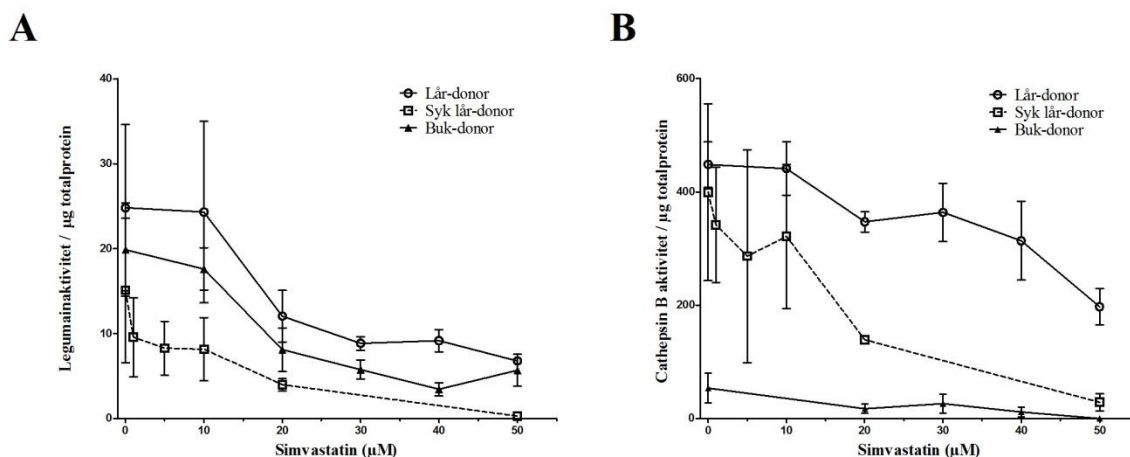 A
Legumainaktivitet / µg totalprotein
40
30
20
10
0
Lår-donor
Syk lår-donor
Buk-donor
0 10 20 30 40 50
Simvastatin (µM)
B
Cathepsin B aktivitet / µg totalprotein
600
400
200
0
Lår-donor
Syk lår-donor
Buk-donor
0 10 20 30 40 50
Simvastatin (µM)